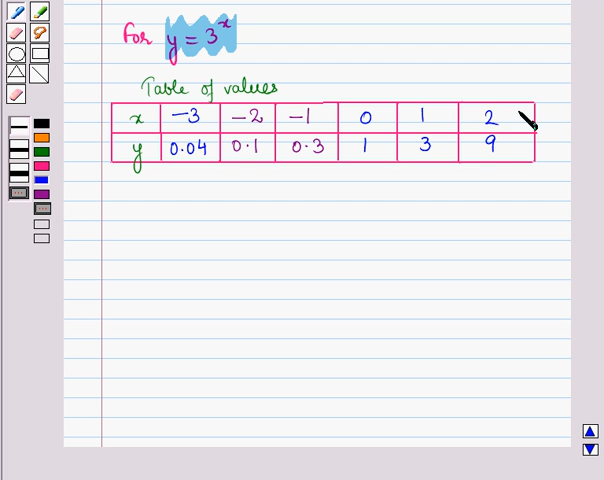 For y = 3^x
Table of values
x -3 -2 -1 0 1 2
y 0.04 0.1 0.3 1 3 9